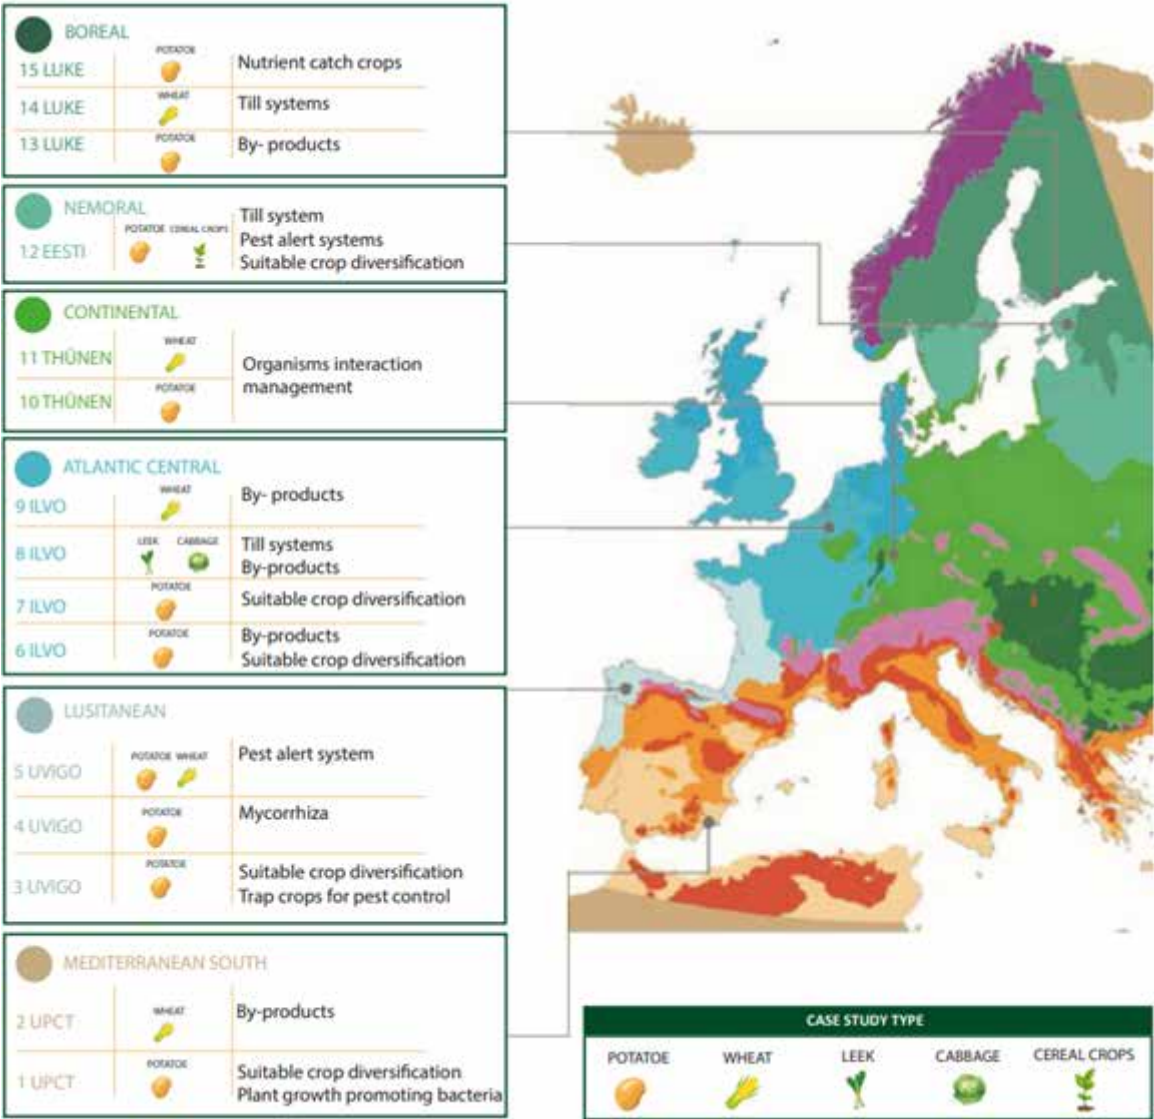 BOREAL
15 LUKE POTATOE Nutrient catch crops
14 LUKE WHEAT Till systems
13 LUKE POTATOE By- products
NEMORAL
12 EESTI POTATOE CEREAL CROPS Till system
Pest alert systems
Suitable crop diversification
CONTINENTAL
11 THÜNEN WHEAT
10 THÜNEN POTATOE
Organisms interaction
management
ATLANTIC CENTRAL
9 ILVO WHEAT By- products
8 ILVO LEEK CABBAGE Till systems
By-products
7 ILVO POTATOE Suitable crop diversification
6 ILVO POTATOE By-products
Suitable crop diversification
LUSITANEAN
5 UVIGO POTATOE WHEAT Pest alert system
4 UVIGO POTATOE Mycorrhiza
3 UVIGO POTATOE Suitable crop diversification
Trap crops for pest control
MEDITERRANEAN SOUTH
2 UPCT WHEAT By-products
1 UPCT POTATOE Suitable crop diversification
Plant growth promoting bacteria
CASE STUDY TYPE
POTATOE WHEAT LEEK CABBAGE CEREAL CROPS